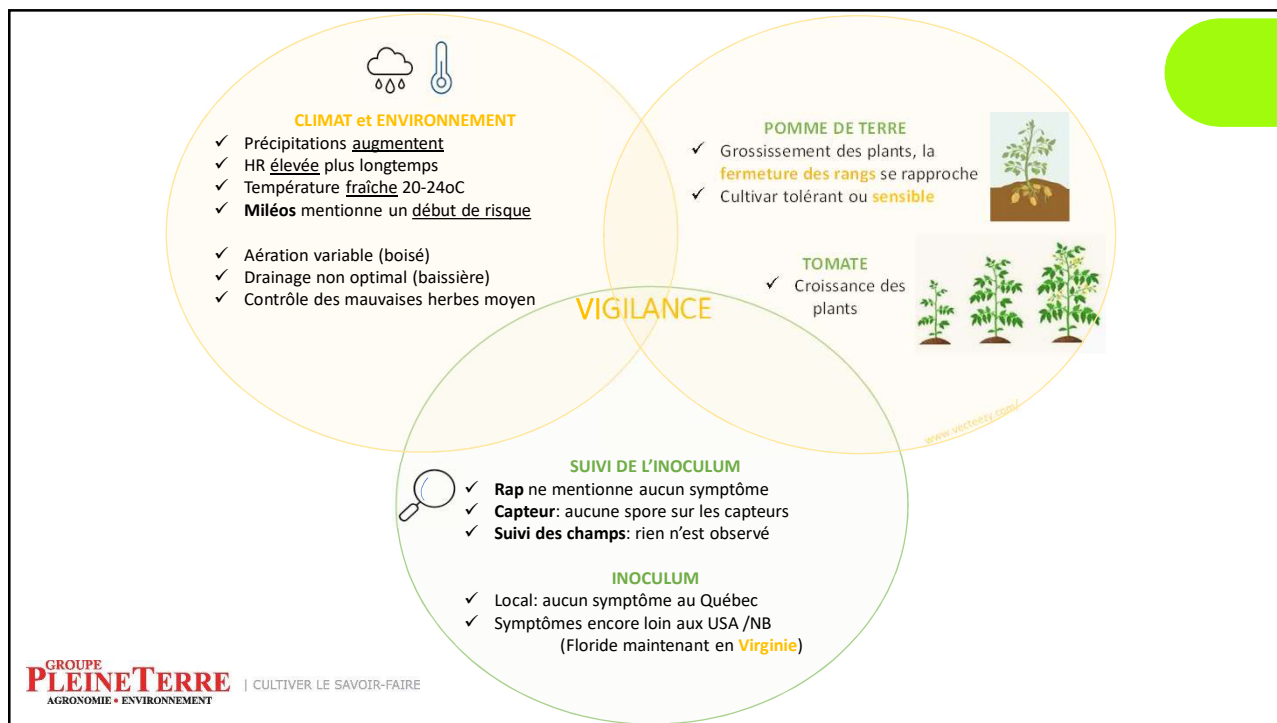 CLIMAT et ENVIRONNEMENT
✓ Précipitations augmentent
✓ HR élevée plus longtemps
✓ Température fraîche 20-24oC
✓ Miléos mentionne un début de risque
✓ Aération variable (boisé)
✓ Drainage non optimal (baissière)
✓ Contrôle des mauvaises herbes moyen
POMME DE TERRE
✓ Grossissement des plants, la
fermeture des rangs se rapproche
✓ Cultivar tolérant ou sensible
TOMATE
✓ Croissance des
plants
VIGILANCE
www.vecteezy.com/
SUIVI DE L’INOCULUM
✓ Rap ne mentionne aucun symptôme
✓ Capteur: aucune spore sur les capteurs
✓ Suivi des champs: rien n’est observé
INOCULUM
✓ Local: aucun symptôme au Québec
✓ Symptômes encore loin aux USA /NB
(Floride maintenant en Virginie)
GROUPE
PLEINETERRE | CULTIVER LE SAVOIR-FAIRE
AGRONOMIE • ENVIRONNEMENT